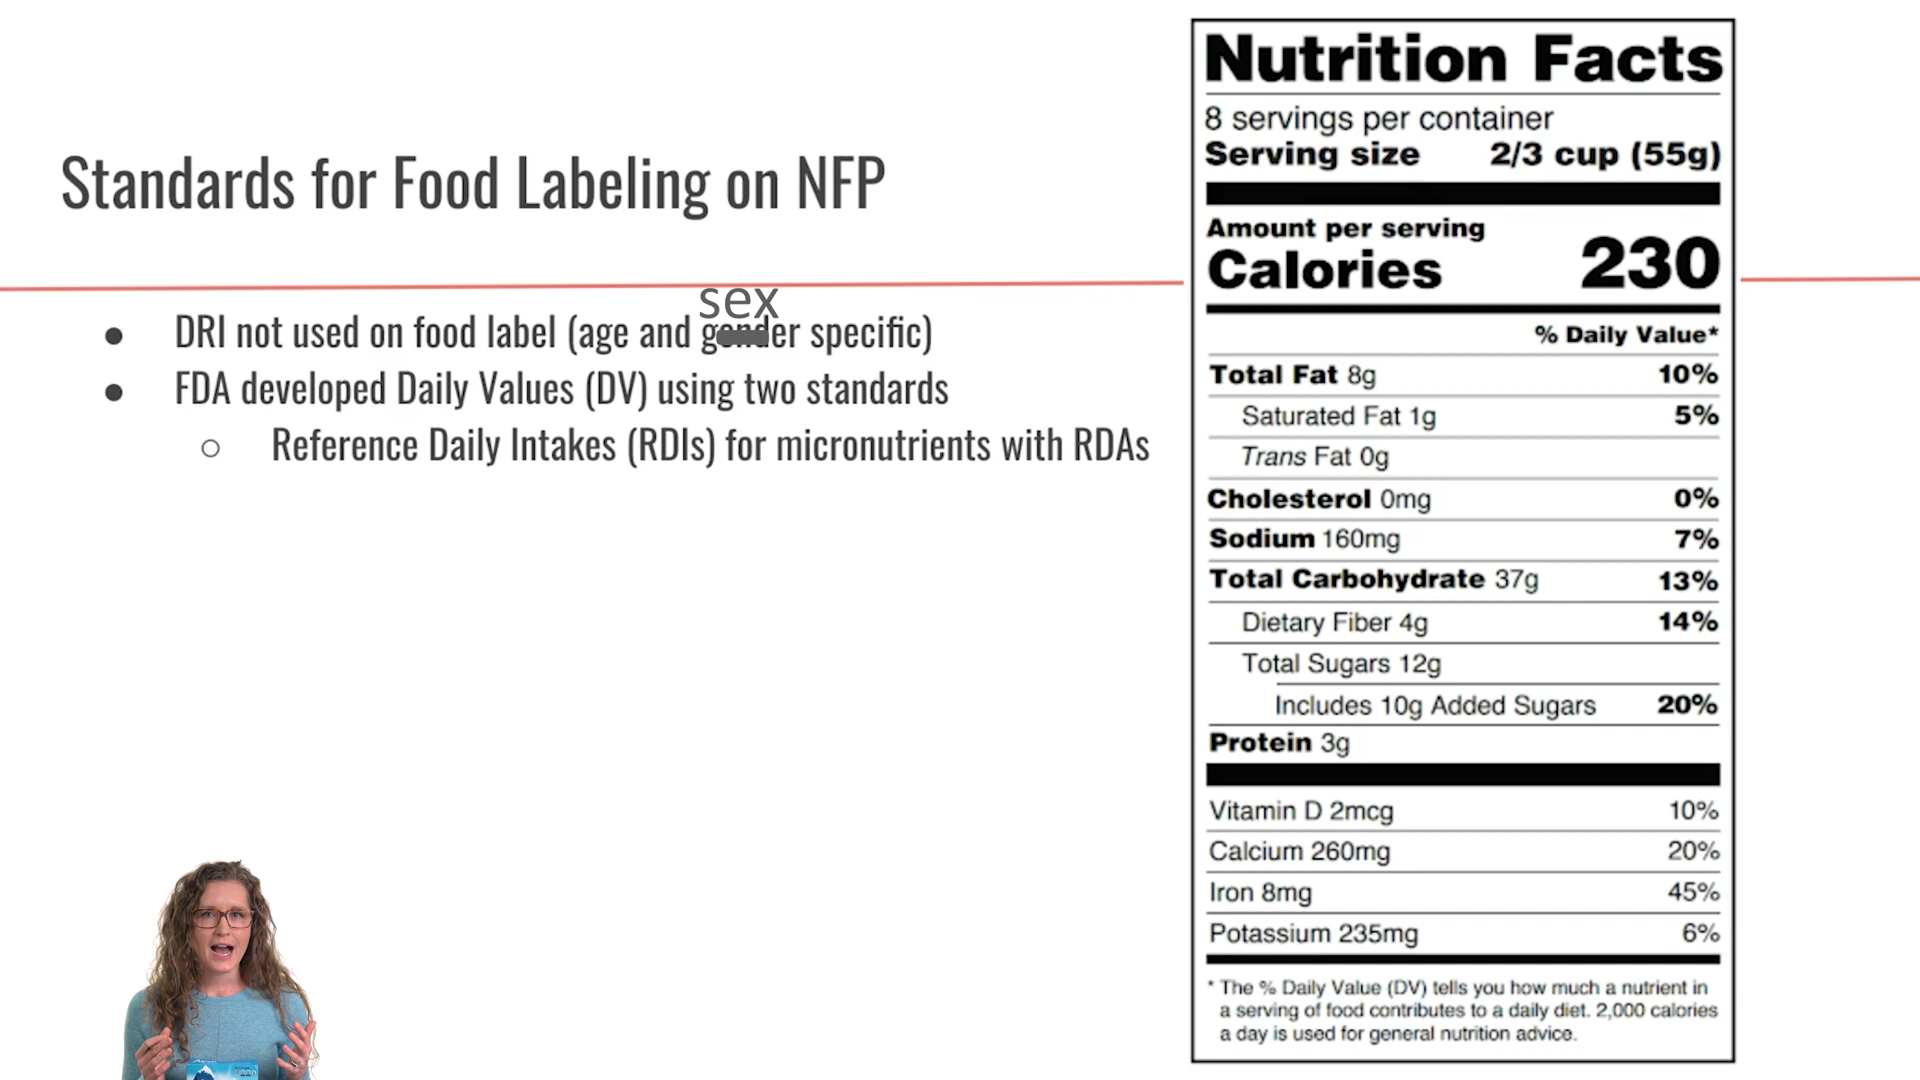 Standards for Food Labeling on NFP
sex
DRI not used on food label (age and gender specific)
FDA developed Daily Values (DV) using two standards
Reference Daily Intakes (RDIs) for micronutrients with RDAs
Nutrition Facts
8 servings per container
Serving size 2/3 cup (55g)
Amount per serving
Calories 230
% Daily Value*
Total Fat 8g 10%
Saturated Fat 1g 5%
Trans Fat 0g
Cholesterol 0mg 0%
Sodium 160mg 7%
Total Carbohydrate 37g 13%
Dietary Fiber 4g 14%
Total Sugars 12g
Includes 10g Added Sugars 20%
Protein 3g
Vitamin D 2mcg 10%
Calcium 260mg 20%
Iron 8mg 45%
Potassium 235mg 6%
* The % Daily Value (DV) tells you how much a nutrient in
a serving of food contributes to a daily diet. 2,000 calories
a day is used for general nutrition advice.